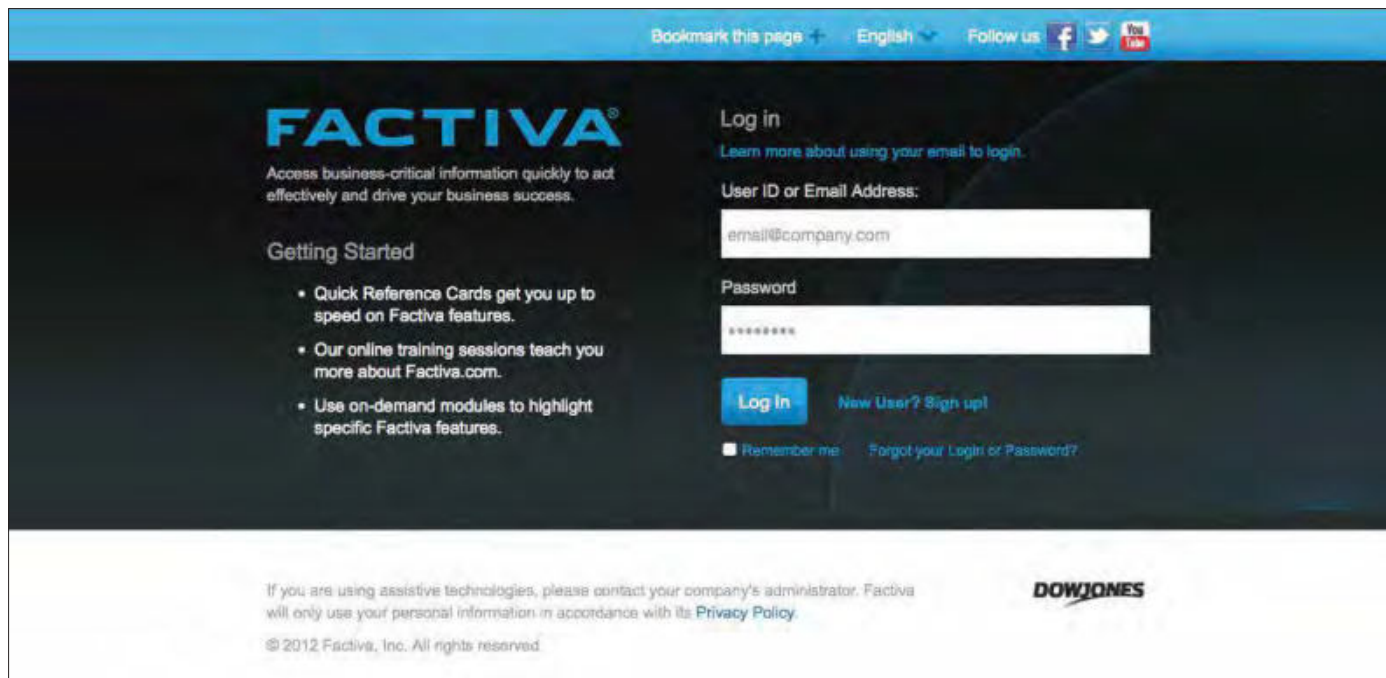 Bookmark this page +
English
Follow us
You
Tube
FACTIVA®
Access business-critical information quickly to act
effectively and drive your business success.
Getting Started
• Quick Reference Cards get you up to
speed on Factiva features.
• Our online training sessions teach you
more about Factiva.com.
• Use on-demand modules to highlight
specific Factiva features.
Log in
Learn more about using your email to login.
User ID or Email Address:
email@company.com
Password
********
Log In
New User? Sign up!
Remember me
Forgot your Login or Password?
If you are using assistive technologies, please contact your company's administrator. Factiva
will only use your personal information in accordance with its Privacy Policy.
DOWJONES
© 2012 Factiva, Inc. All rights reserved